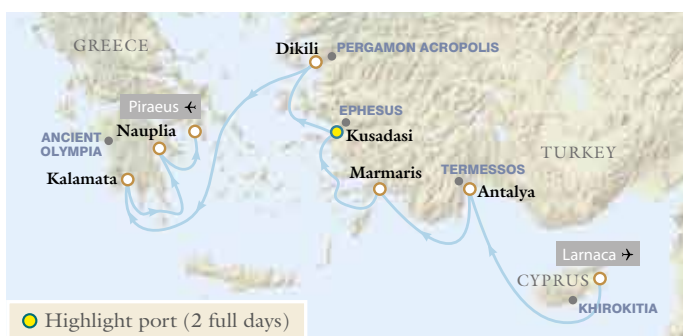 GREECE
Dikili
PERGAMON ACROPOLIS
Piraeus
EPHESUS
Nauplia
Kusadasi
ANCIENT
OLYMPIA
Kalamata
Marmaris
TERMESSOS
TURKEY
Antalya
Larnaca
CYPRUS
KHIROKITIA
Highlight port (2 full days)